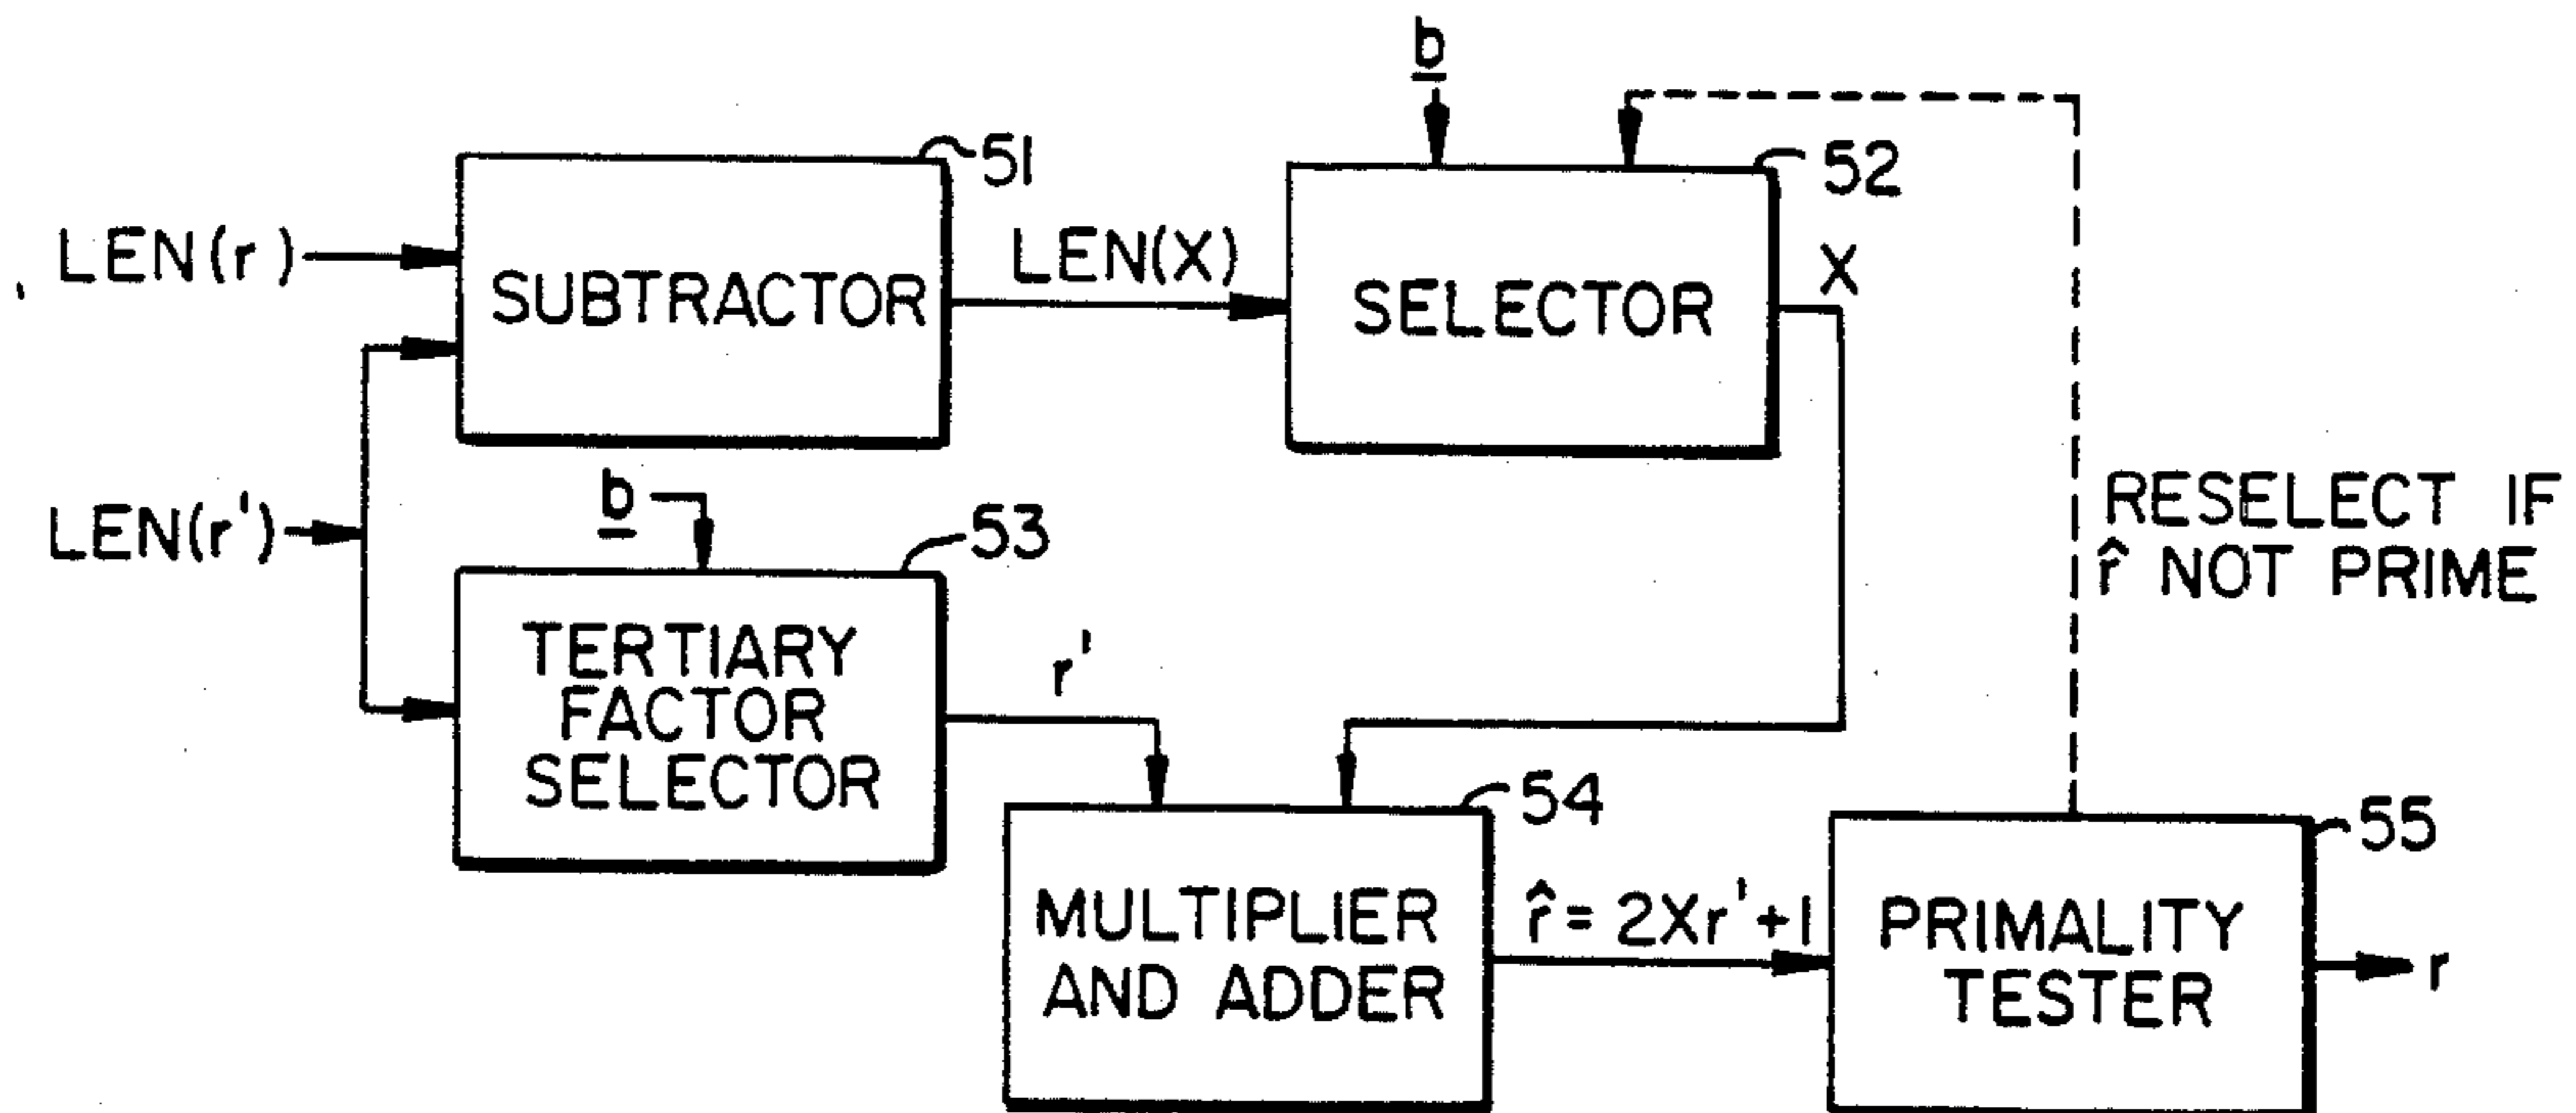 b
51
52
LEN(r)
LEN(X)
X
SUBTRACTOR
SELECTOR
b
LEN(r')
53
RESELECT IF
r̂ NOT PRIME
TERTIARY
FACTOR
SELECTOR
r'
54
55
MULTIPLIER
AND ADDER
r̂ = 2Xr'+1
PRIMALITY
TESTER
r